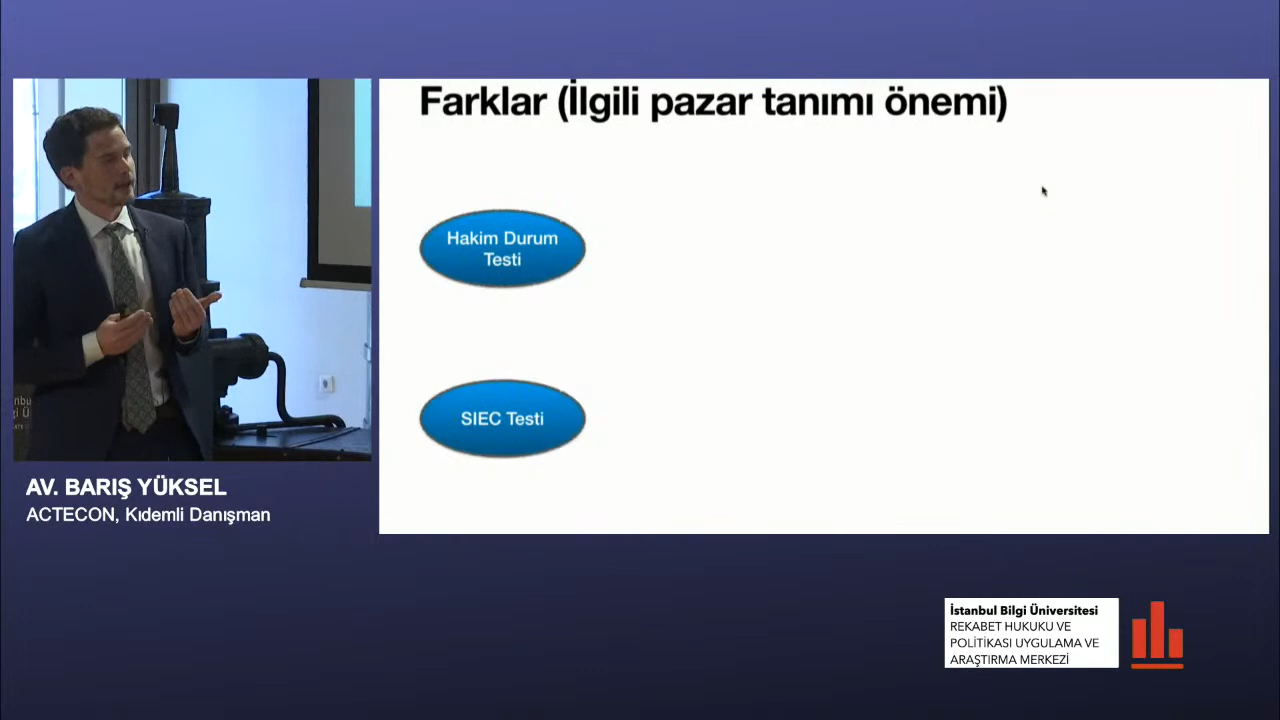 Farklar (İlgili pazar tanımı önemi)
Hakim Durum
Testi
SIEC Testi
AV. BARIŞ YÜKSEL
ACTECON, Kıdemli Danışman
İstanbul Bilgi Üniversitesi
REKABET HUKUKU VE
POLİTİKASI UYGULAMA VE
ARAŞTIRMA MERKEZİ